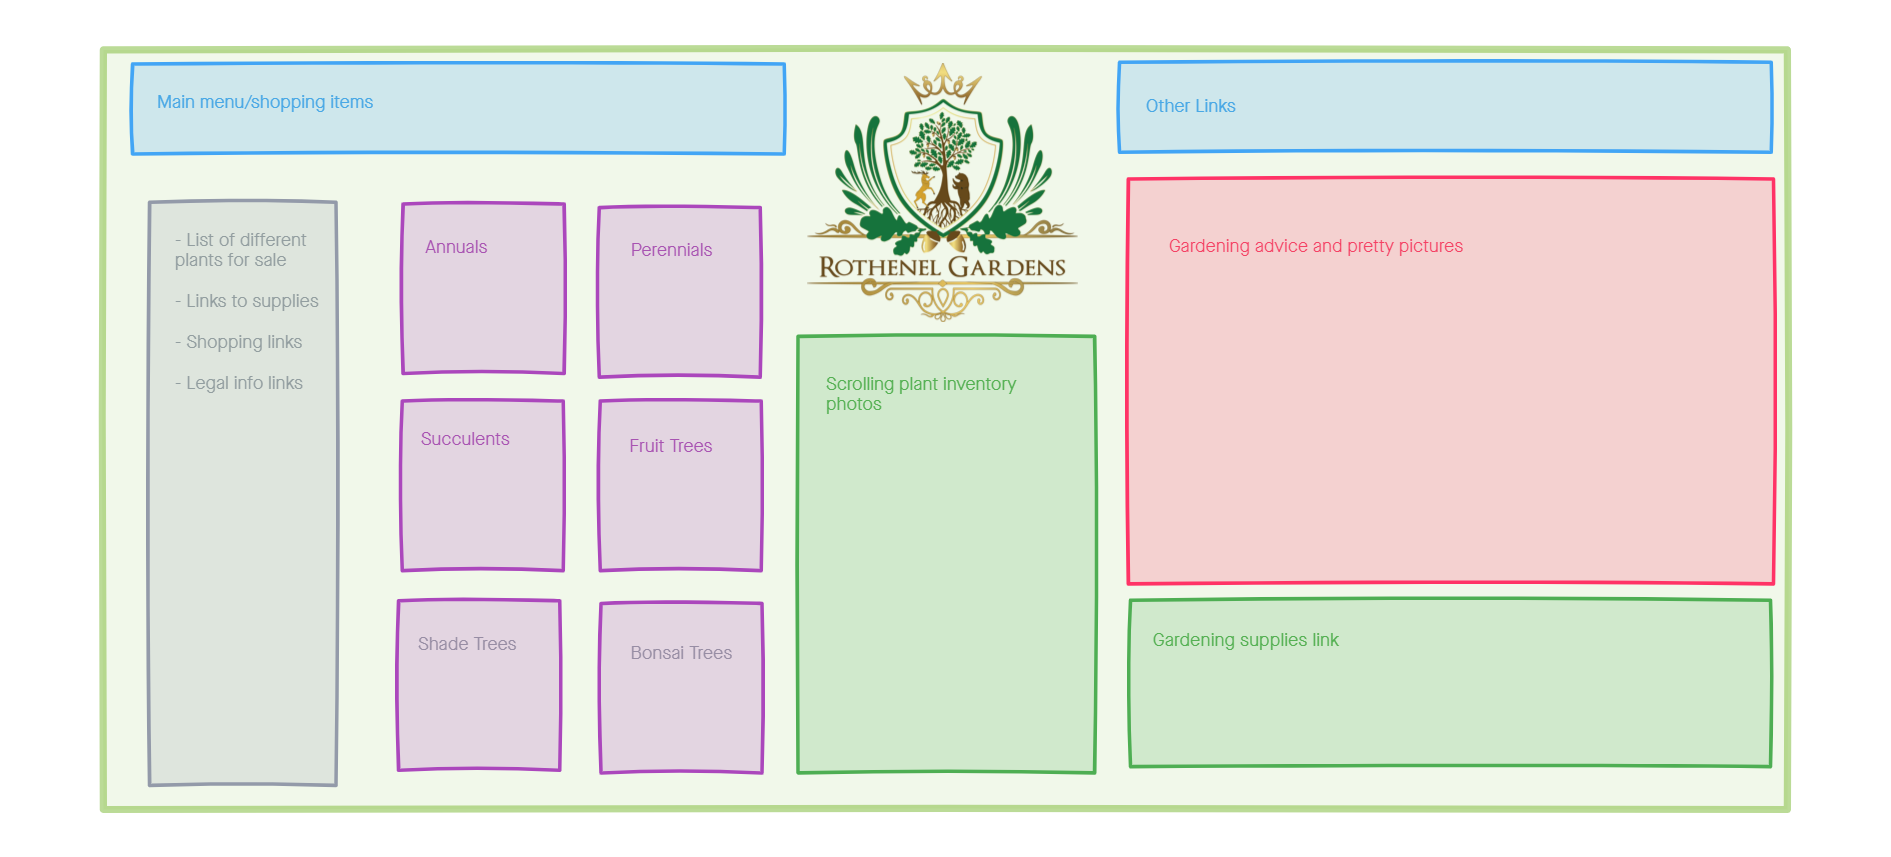 Main menu/shopping items
Other Links
ROTHENEL GARDENS
- List of different
plants for sale
- Links to supplies
- Shopping links
- Legal info links
Annuals
Perennials
Succulents
Fruit Trees
Shade Trees
Bonsai Trees
Scrolling plant inventory
photos
Gardening advice and pretty pictures
Gardening supplies link